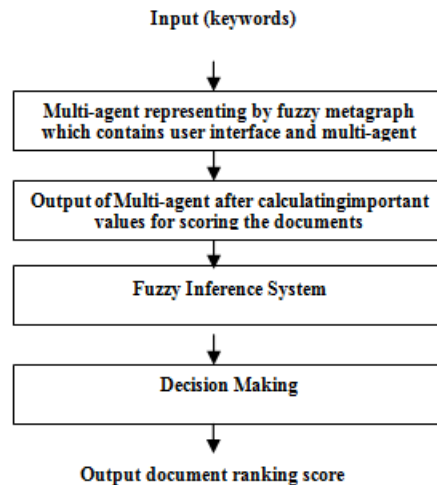 Input (keywords)
Multi-agent representing by fuzzy metagraph
which contains user interface and multi-agent
Output of Multi-agent after calculatingimportant
values for scoring the documents
Fuzzy Inference System
Decision Making
Output document ranking score